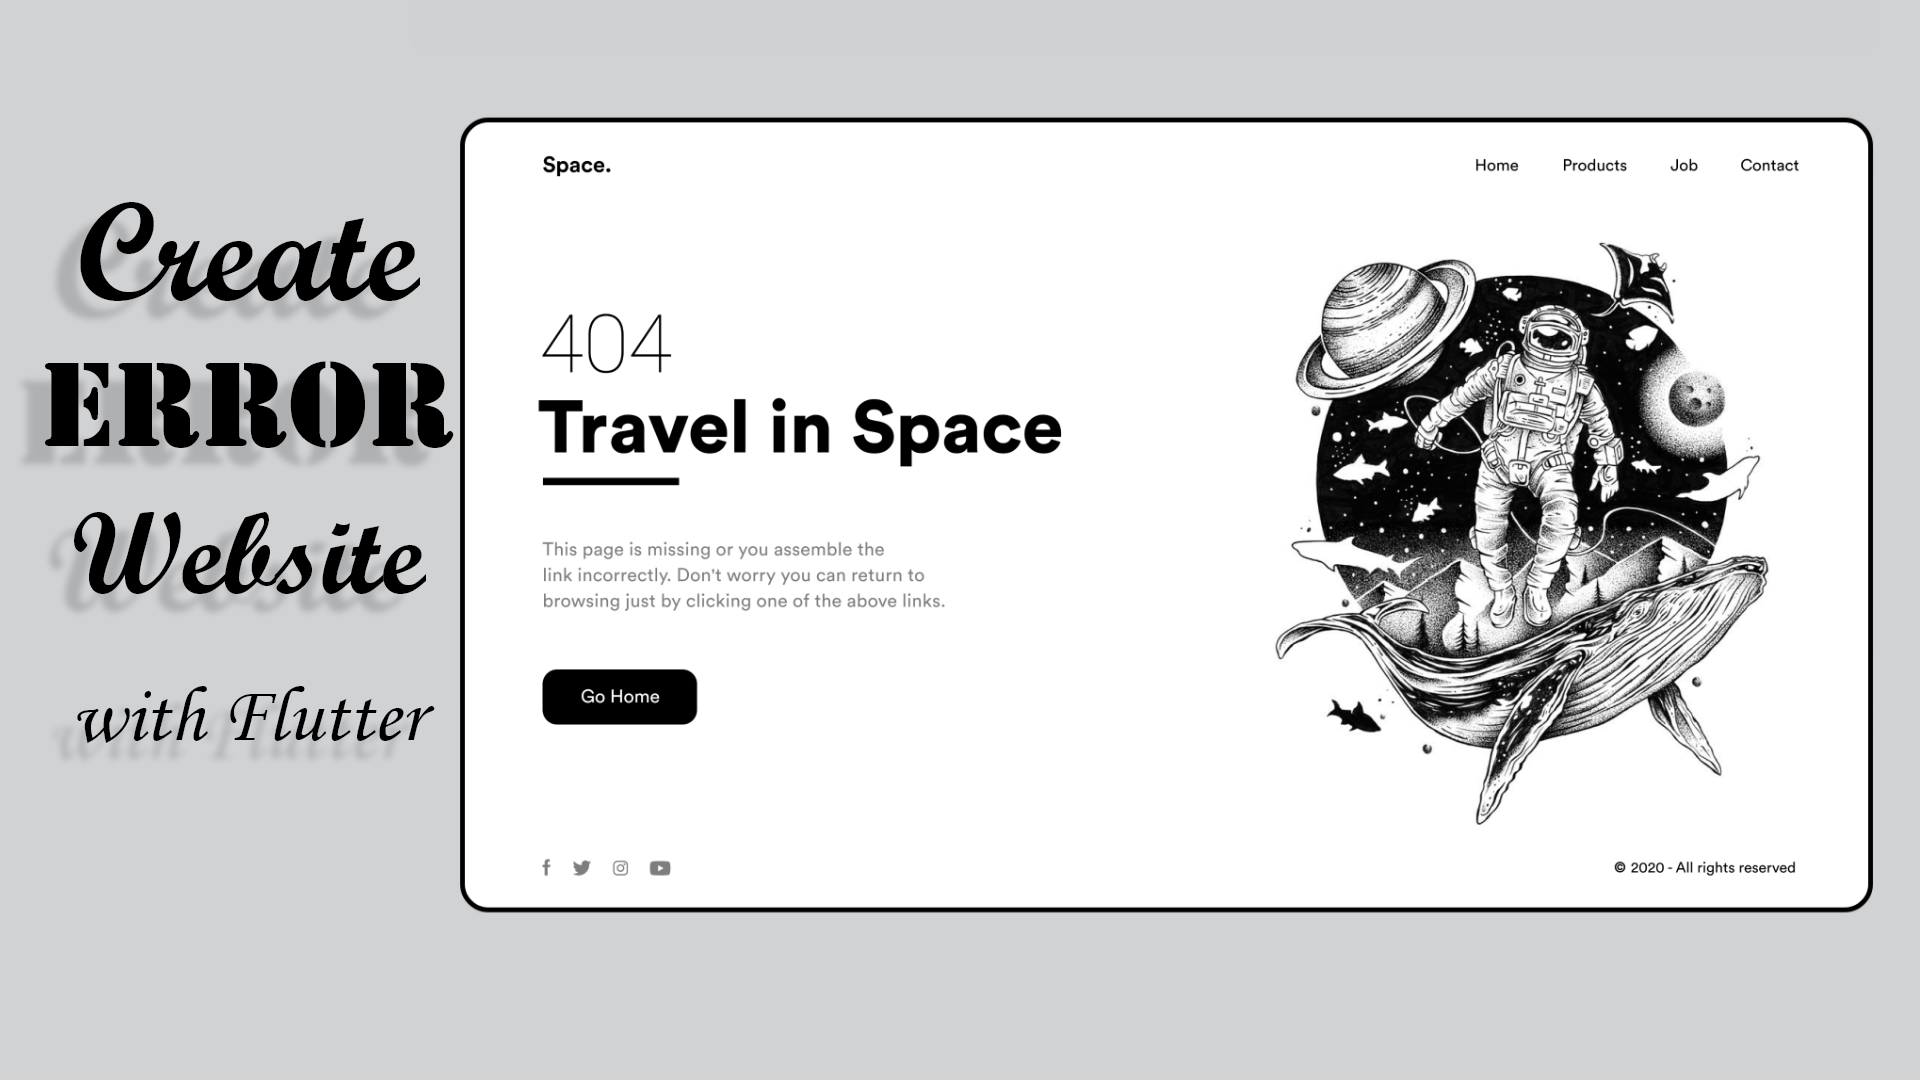 Create
ERROR
Website
with Flutter
Space.
Home Products Job Contact
404
Travel in Space
This page is missing or you assemble the
link incorrectly. Don't worry you can return to
browsing just by clicking one of the above links.
Go Home
© 2020 - All rights reserved